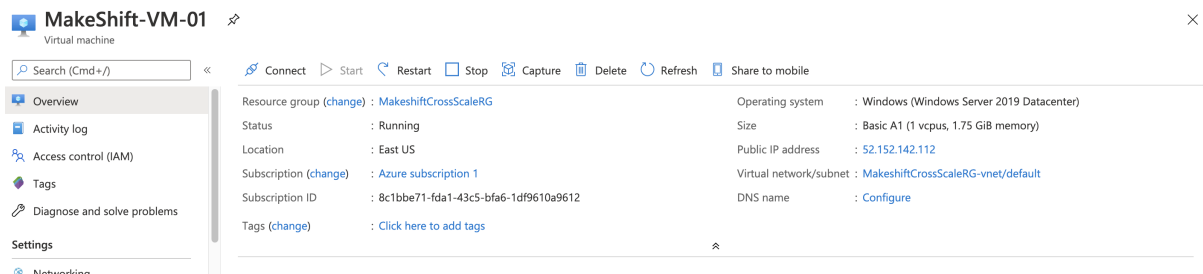 MakeShift-VM-01
Virtual machine
Search (Cmd+/)
«
Connect Start Restart Stop Capture Delete Refresh Share to mobile
Overview
Activity log
Access control (IAM)
Tags
Diagnose and solve problems
Settings
Networking
Resource group (change) : MakeshiftCrossScaleRG
Status : Running
Location : East US
Subscription (change) : Azure subscription 1
Subscription ID : 8c1bbe71-fda1-43c5-bfa6-1df9610a9612
Tags (change) : Click here to add tags
Operating system : Windows (Windows Server 2019 Datacenter)
Size : Basic A1 (1 vcpus, 1.75 GiB memory)
Public IP address : 52.152.142.112
Virtual network/subnet : MakeshiftCrossScaleRG-vnet/default
DNS name : Configure